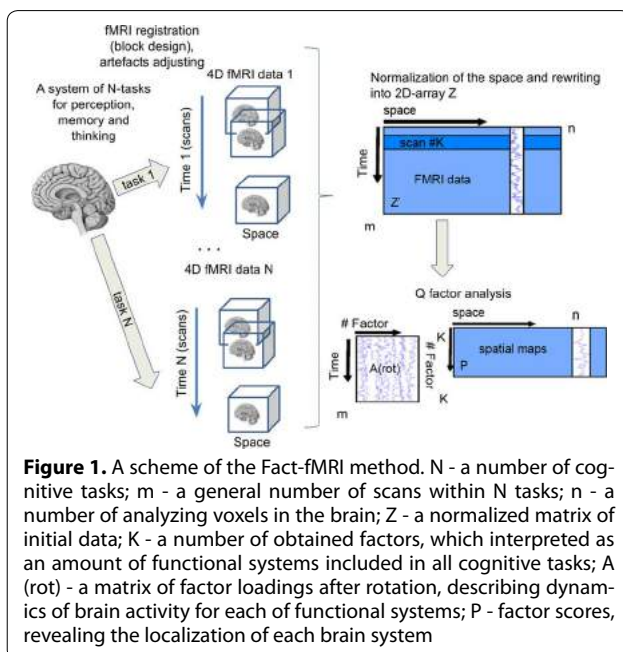 fMRI registration
(block design),
artefacts adjusting
A system of N-tasks
for perception,
memory and
thinking
task 1
task N
4D fMRI data 1
Time 1 (scans)
Space
...
4D fMRI data N
Time N (scans)
Space
Normalization of the space and rewriting
into 2D-array Z
space
n
Time
scan #K
FMRI data
Z'
m
Q factor analysis
# Factor
Time
A(rot)
m
K
# Factor
K
space
n
spatial maps
P
Figure 1. A scheme of the Fact-fMRI method. N - a number of cog-
nitive tasks; m - a general number of scans within N tasks; n - a
number of analyzing voxels in the brain; Z - a normalized matrix of
initial data; K - a number of obtained factors, which interpreted as
an amount of functional systems included in all cognitive tasks; A
(rot) - a matrix of factor loadings after rotation, describing dynam-
ics of brain activity for each of functional systems; P - factor scores,
revealing the localization of each brain system